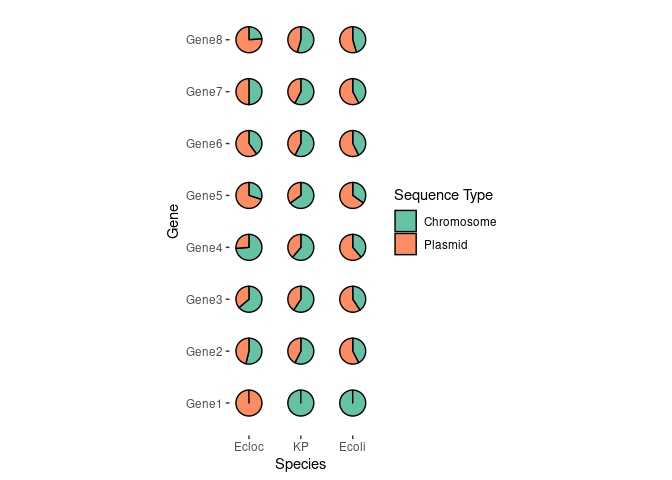 Gene8
Gene7
Gene6
Gene5
Gene4
Gene3
Gene2
Gene1
Gene
Ecloc KP Ecoli
Species
Sequence Type
Chromosome
Plasmid